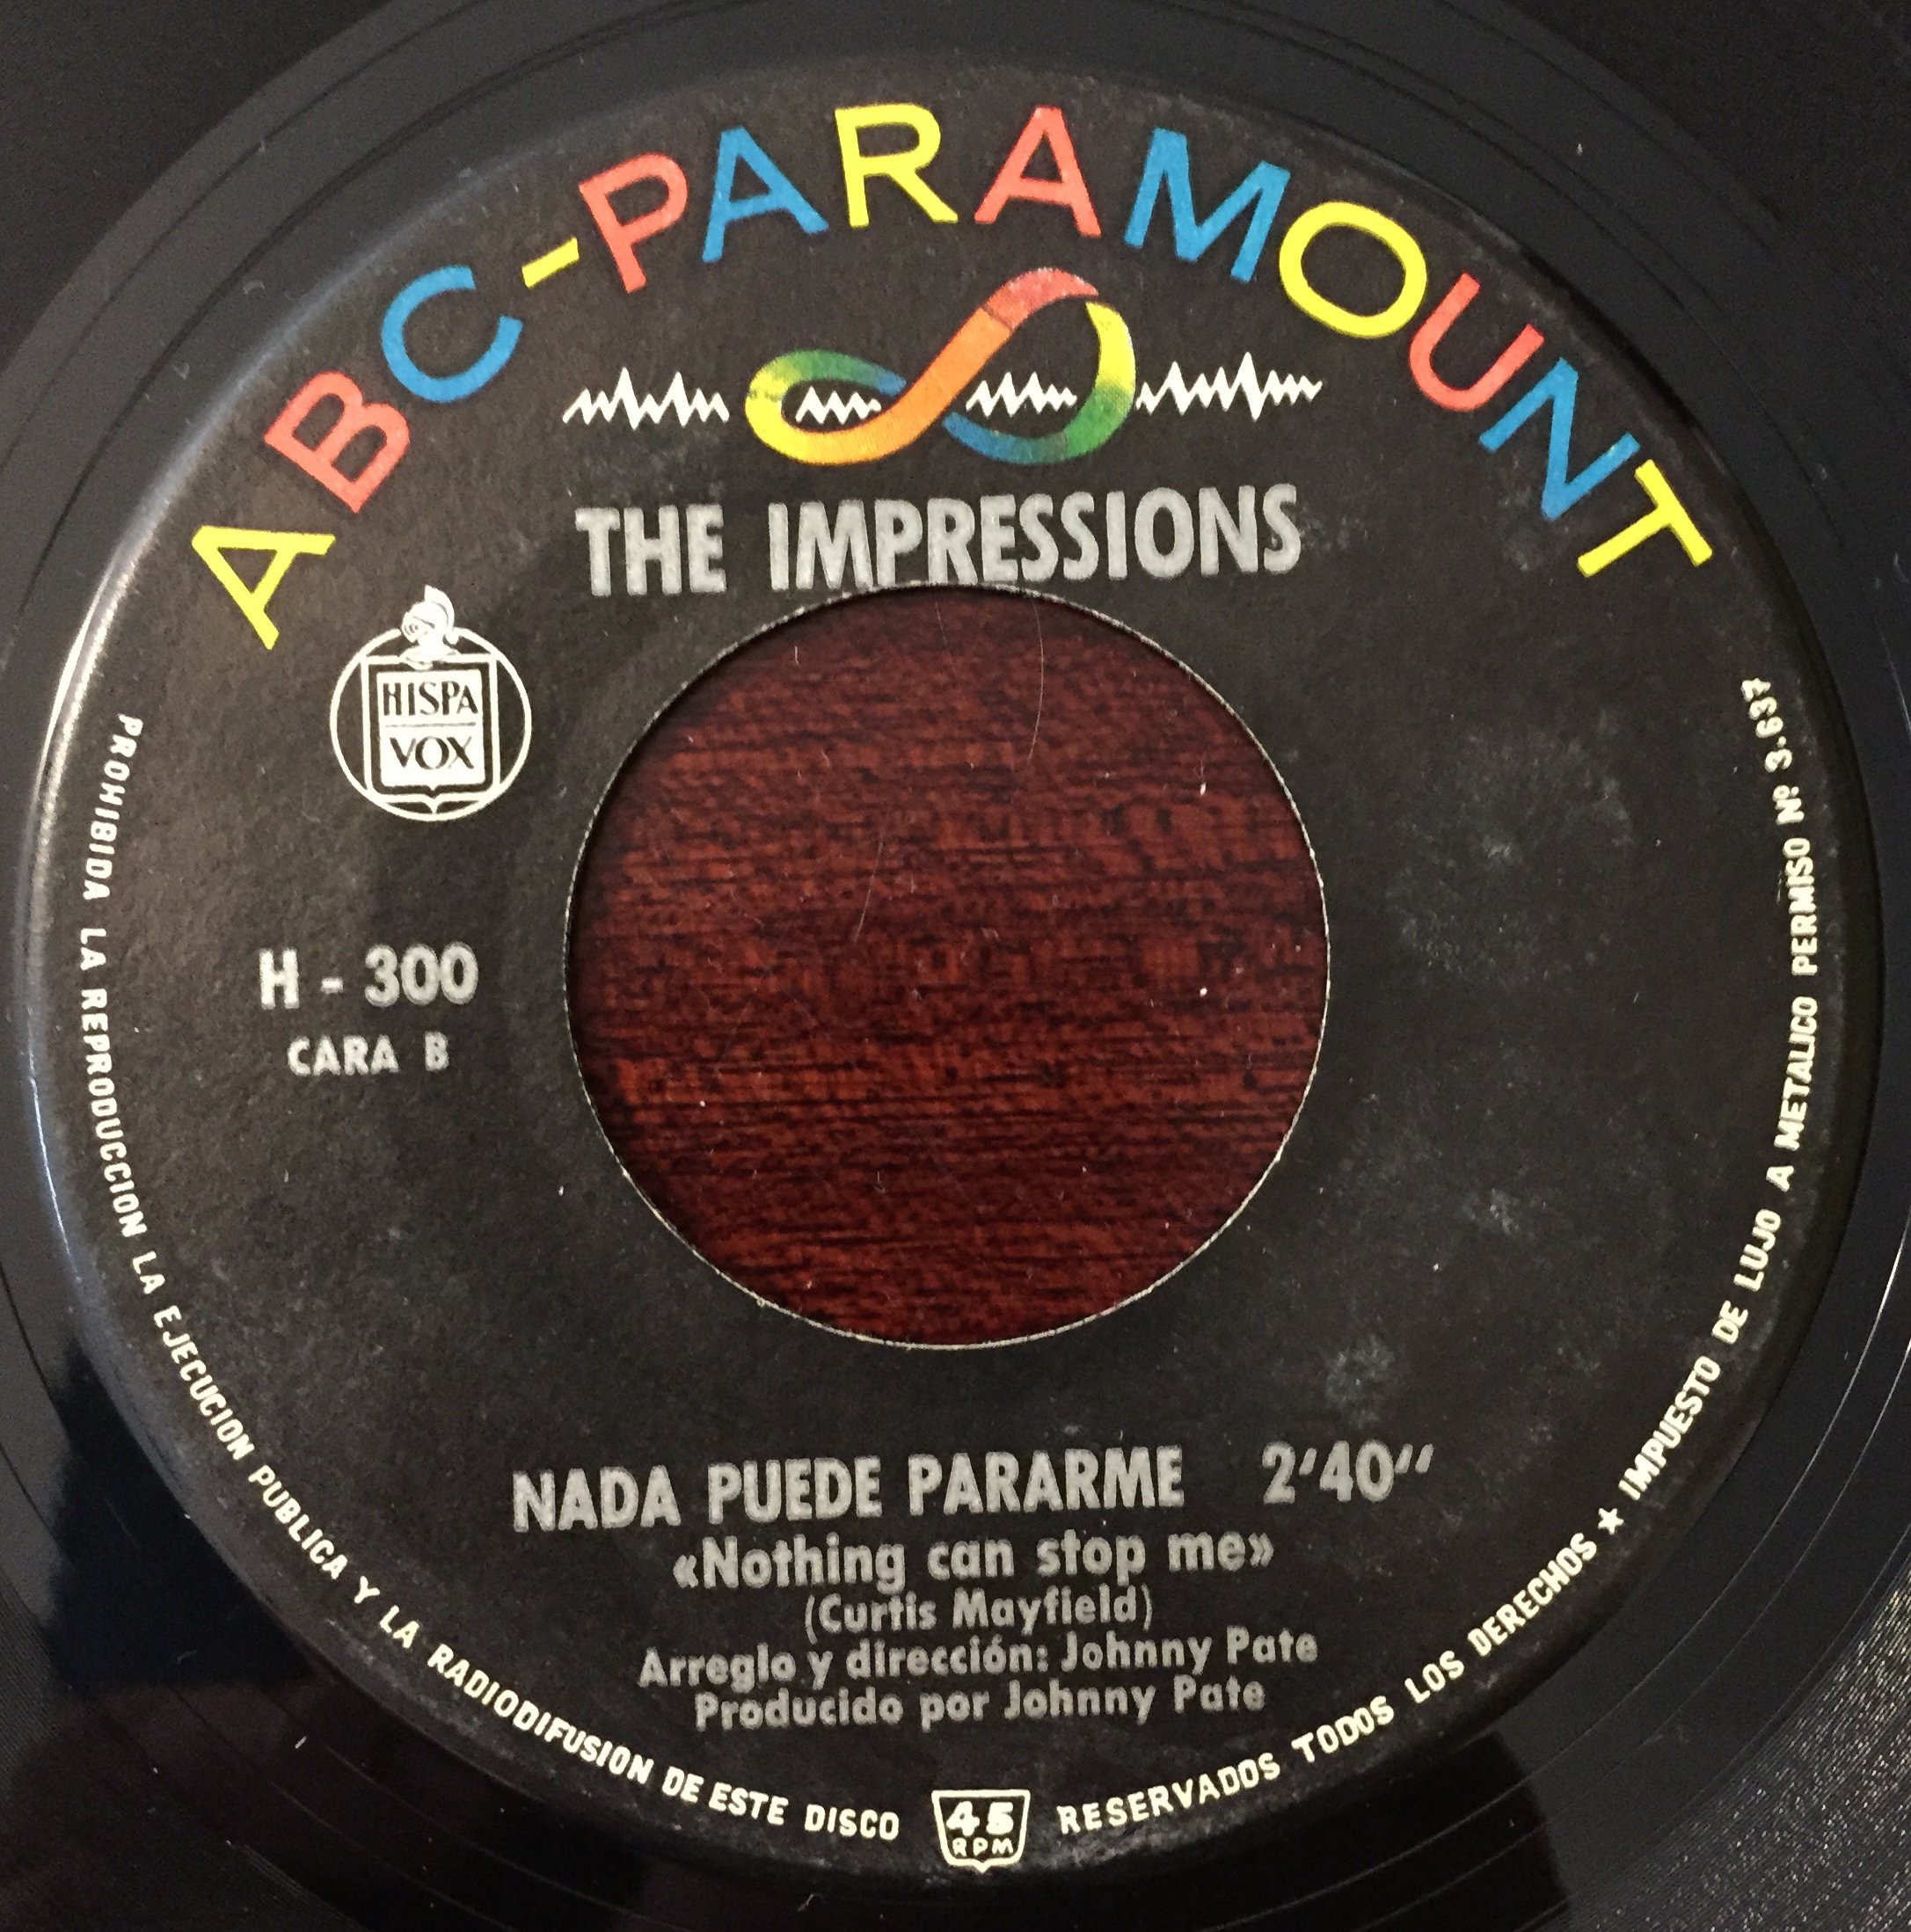 ABC-PARAMOUNT
THE IMPRESSIONS
HISPA
VOX
H - 300
CARA B
NADA PUEDE PARARME 2'40"
«Nothing can stop me»
(Curtis Mayfield)
Arreglo y dirección: Johnny Pate
Producido por Johnny Pate
PROHIBIDA LA REPRODUCCION LA EJECUCION PUBLICA Y LA RADIODIFUSION DE ESTE DISCO
45
RPM
RESERVADOS TODOS LOS DERECHOS ★ IMPUESTO DE LUJO A METALICO PERMISO Nº 3.637